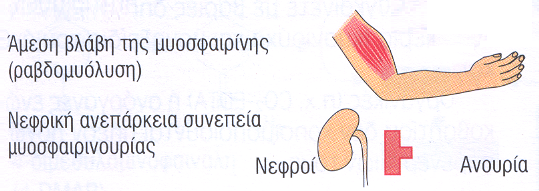 Άμεση βλάβη της μυοσφαιρίνης
(ραβδομυόλυση)
Νεφρική ανεπάρκεια συνεπεία
μυοσφαιρινουρίας
Νεφροί
Ανουρία